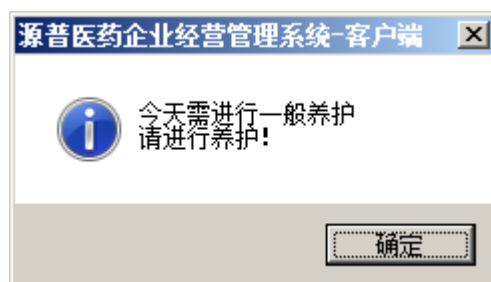 源普医药企业经营管理系统-客户端
今天需进行一般养护
请进行养护!
确定